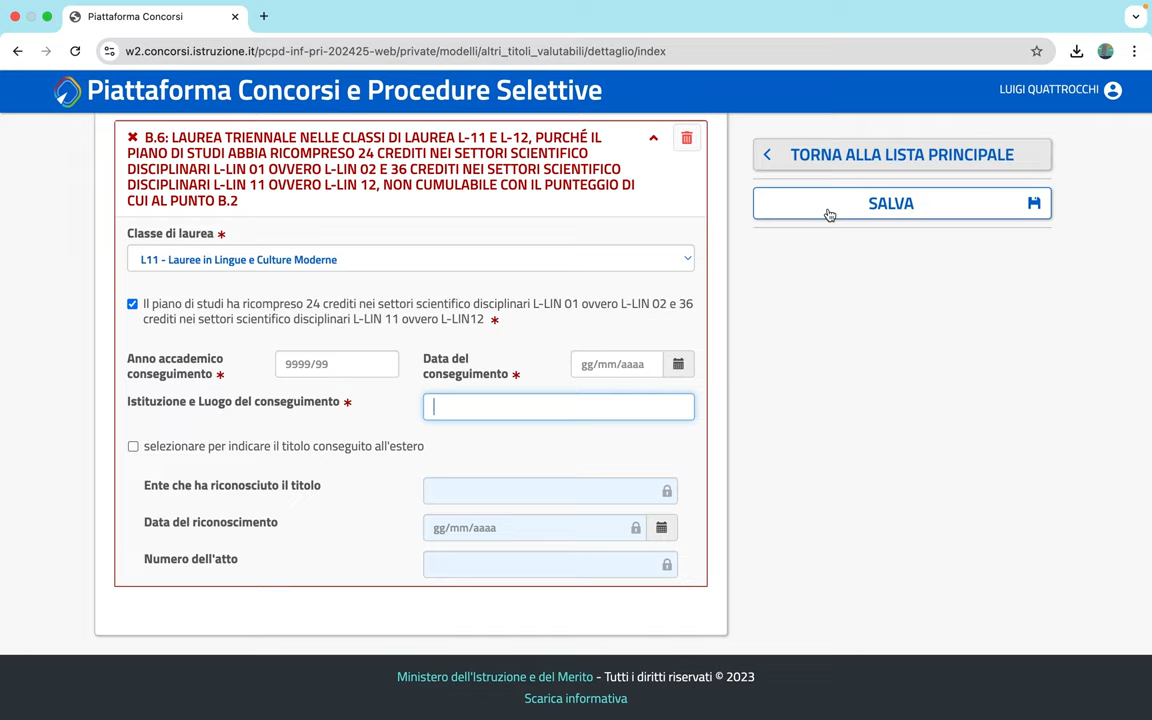 Piattaforma Concorsi
w2.concorsi.istruzione.it/pcpd-inf-pri-202425-web/private/modelli/altri_titoli_valutabili/dettaglio/index
Piattaforma Concorsi e Procedure Selettive
LUIGI QUATTROCCHI
B.6: LAUREA TRIENNALE NELLE CLASSI DI LAUREA L-11 E L-12, PURCHÉ IL
PIANO DI STUDI ABBIA RICOMPRESO 24 CREDITI NEI SETTORI SCIENTIFICO
DISCIPLINARI L-LIN 01 OVVERO L-LIN 02 E 36 CREDITI NEI SETTORI SCIENTIFICO
DISCIPLINARI L-LIN 11 OVVERO L-LIN 12, NON CUMULABILE CON IL PUNTEGGIO DI
CUI AL PUNTO B.2
TORNA ALLA LISTA PRINCIPALE
SALVA
Classe di laurea *
L11 - Lauree in Lingue e Culture Moderne
Il piano di studi ha ricompreso 24 crediti nei settori scientifico disciplinari L-LIN 01 ovvero L-LIN 02 e 36
crediti nei settori scientifico disciplinari L-LIN 11 ovvero L-LIN12 *
Anno accademico
conseguimento *
9999/99
Data del
conseguimento *
gg/mm/aaaa
Istituzione e Luogo del conseguimento *
selezionare per indicare il titolo conseguito all'estero
Ente che ha riconosciuto il titolo
Data del riconoscimento
gg/mm/aaaa
Numero dell'atto
Ministero dell'Istruzione e del Merito - Tutti i diritti riservati © 2023
Scarica informativa